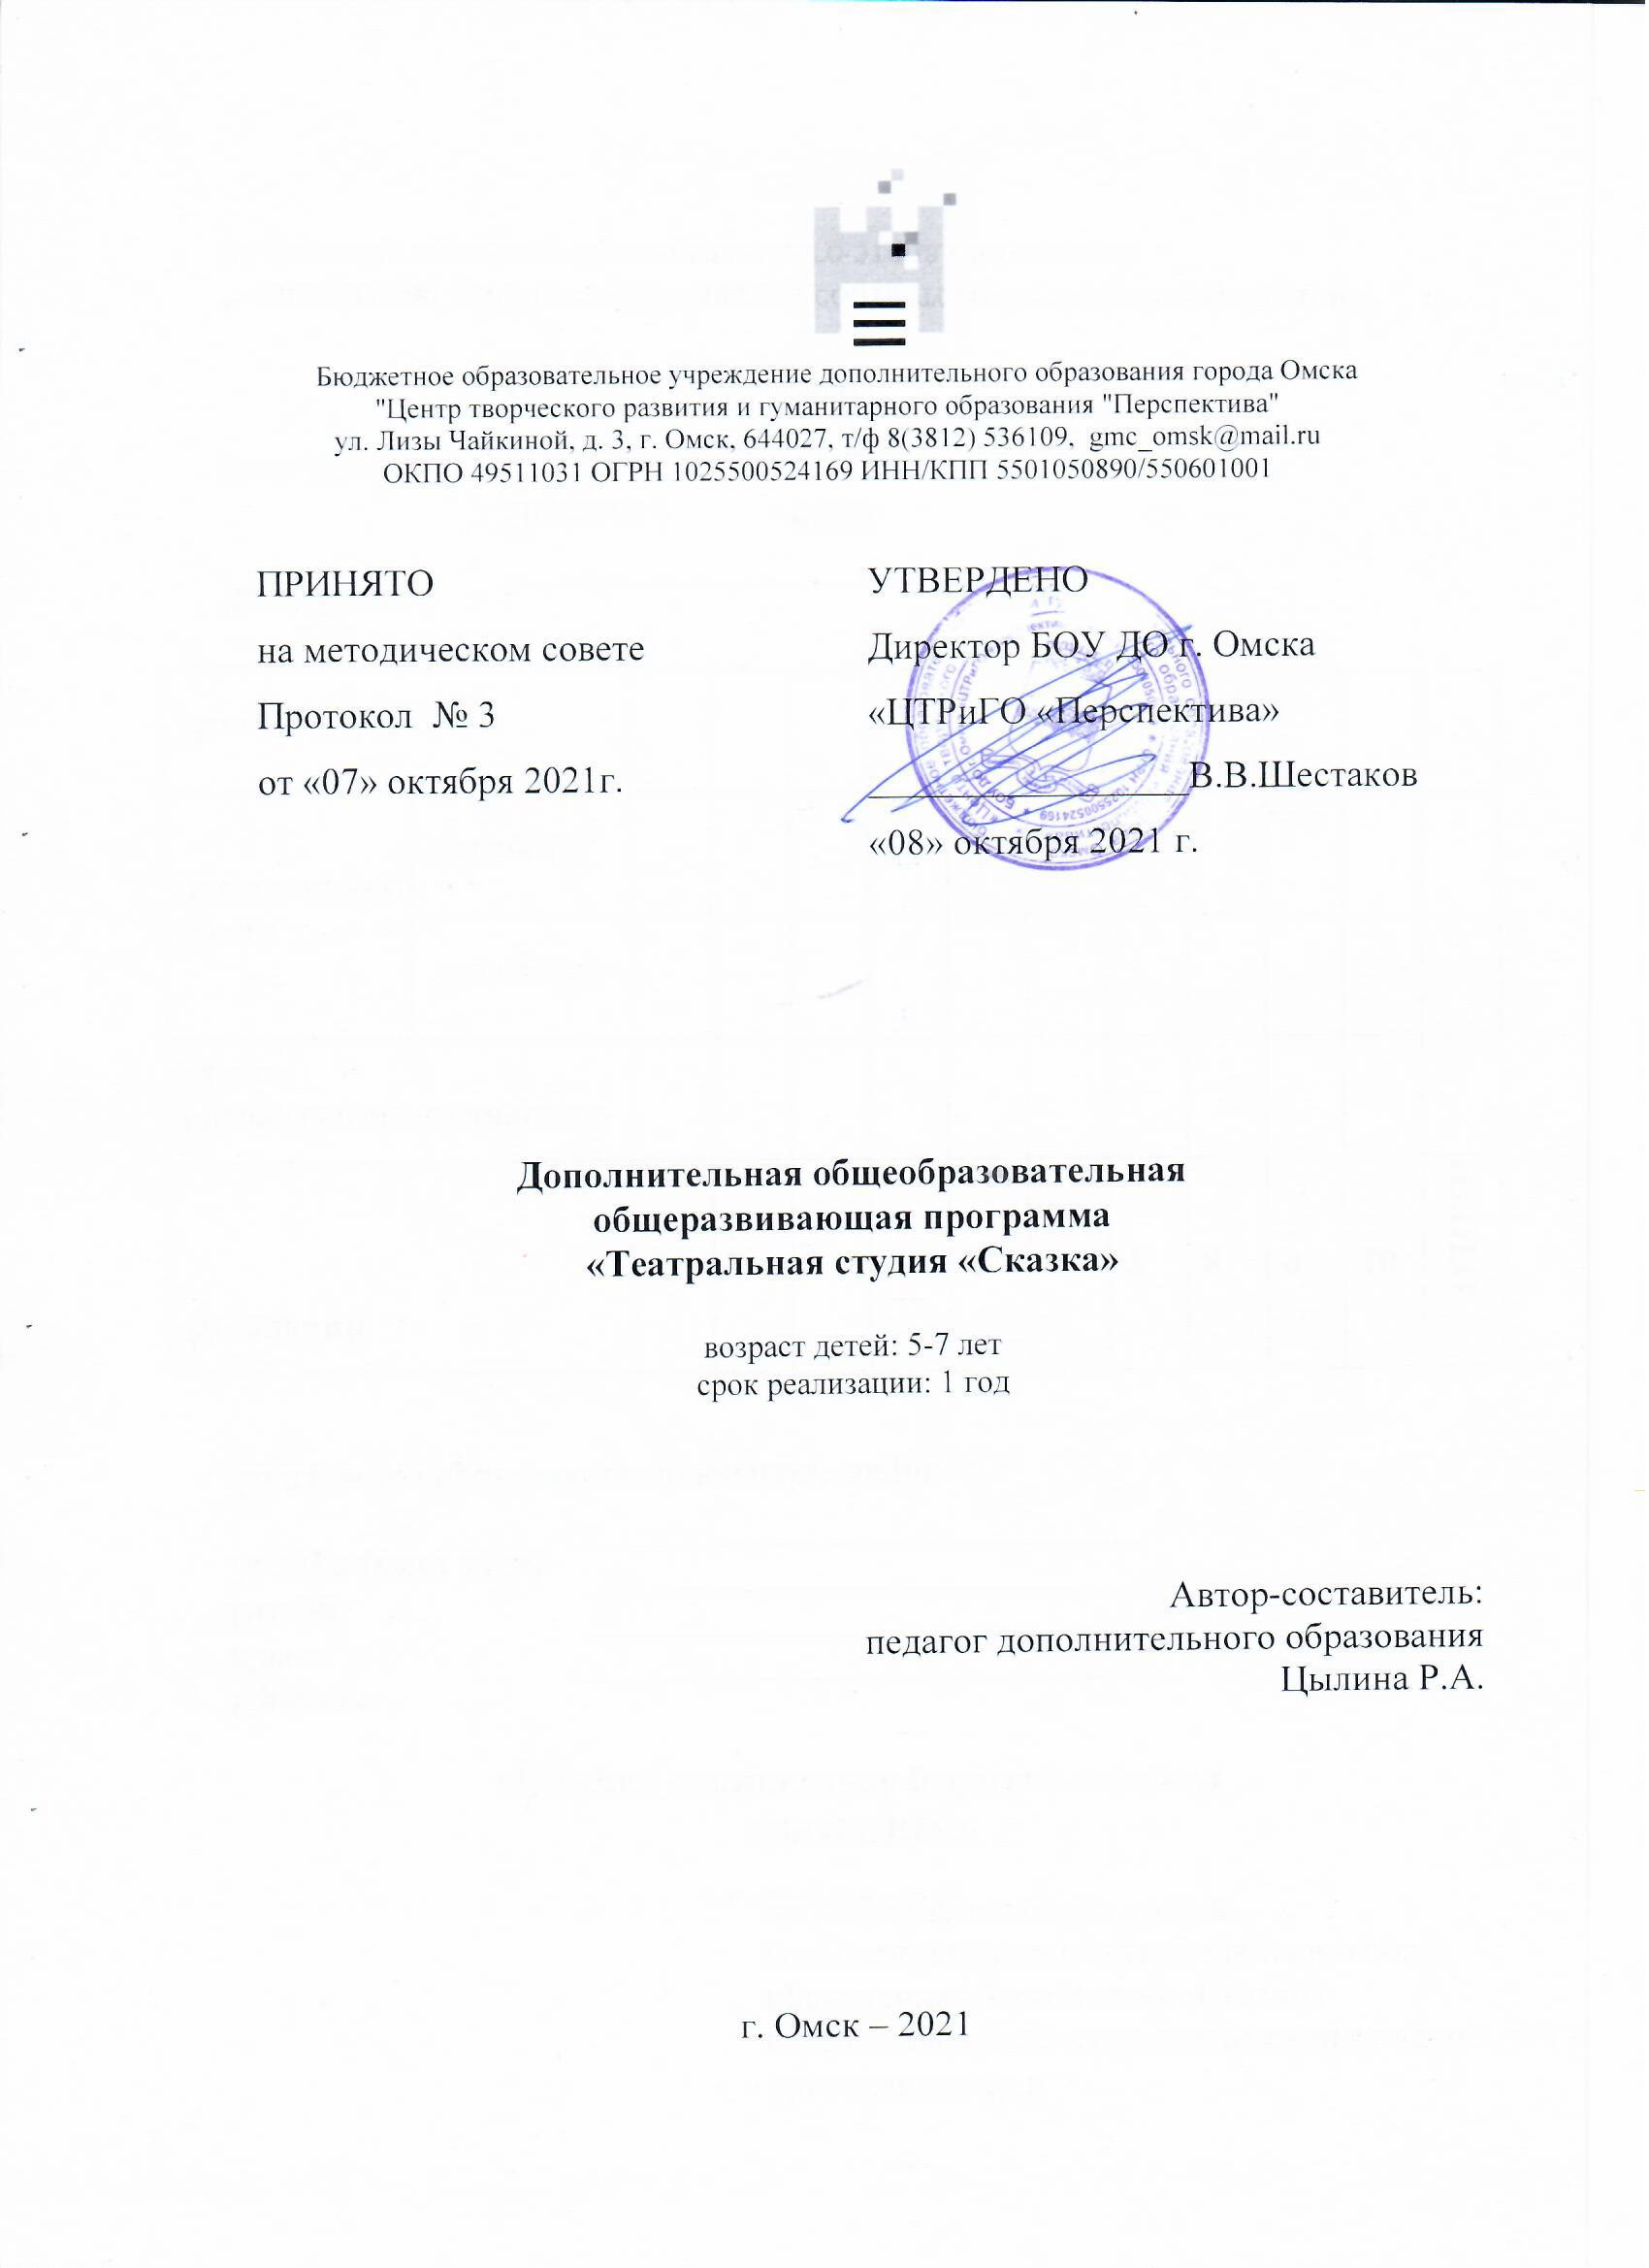 Бюджетное образовательное учреждение дополнительного образования города Омска
"Центр творческого развития и гуманитарного образования "Перспектива"
ул. Лизы Чайкиной, д. 3, г. Омск, 644027, т/ф 8(3812) 536109,  gmc_omsk@mail.ru
ОКПО 49511031 ОГРН 1025500524169 ИНН/КПП 5501050890/550601001
ПРИНЯТО
на методическом совете
Протокол  № 3
от «07» октября 2021г.
УТВЕРДЕНО
Директор БОУ ДО г. Омска
«ЦТРиГО «Перспектива»
_________________В.В.Шестаков
«08» октября 2021 г.
Дополнительная общеобразовательная
общеразвивающая программа
«Театральная студия «Сказка»
возраст детей: 5-7 лет
срок реализации: 1 год
Автор-составитель:
педагог дополнительного образования
Цылина Р.А.
г. Омск – 2021